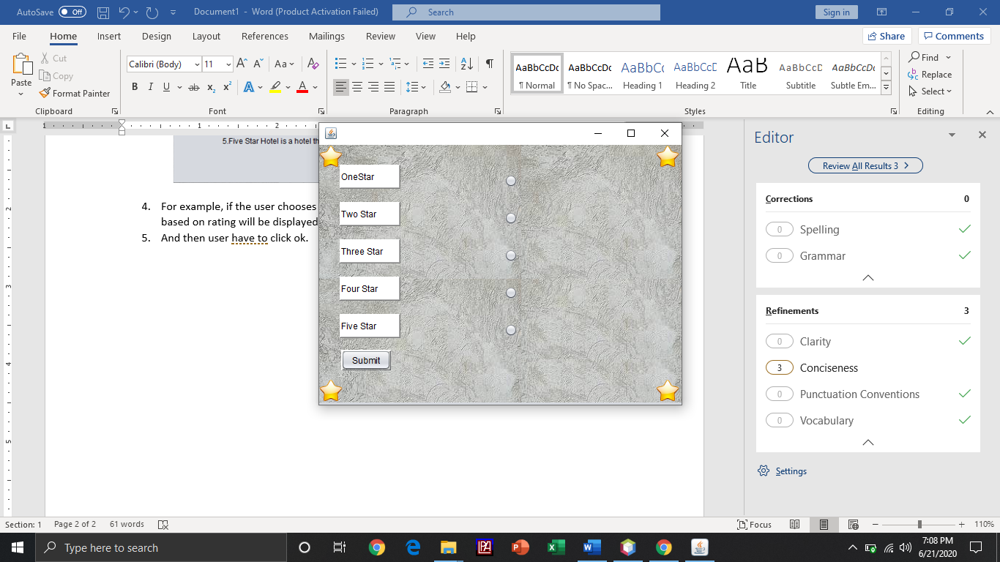 AutoSave Off Document1 - Word (Product Activation Failed) Search Sign in
File Home Insert Design Layout References Mailings Review View Help Share Comments
Paste Cut Copy Format Painter
Calibri (Body) 11
AaBbCcDc AaBbCcDc AaBbCc AaBbCcD AaB AaBbCcD AaBbCcDc
¶ Normal ¶ No Spac... Heading 1 Heading 2 Title Subtitle Subtle Em...
Find Replace Select
Clipboard Font Paragraph Styles Editing
5.Five Star Hotel is a hotel th
4. For example, if the user chooses
based on rating will be displayed
5. And then user have to click ok.
OneStar
Two Star
Three Star
Four Star
Five Star
Submit
Editor
Review All Results 3
Corrections 0
0 Spelling
0 Grammar
Refinements 3
0 Clarity
3 Conciseness
0 Punctuation Conventions
0 Vocabulary
Settings
Section: 1 Page 2 of 2 61 words Focus 110%
Type here to search 7:08 PM
6/21/2020